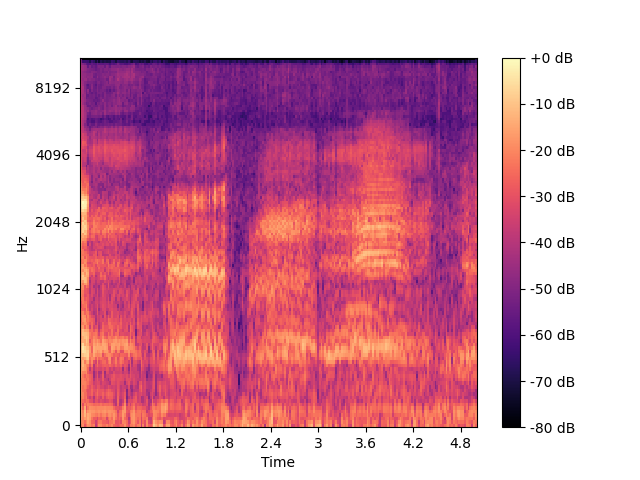 +0 dB
8192
-10 dB
4096
-20 dB
-30 dB
Hz
2048
-40 dB
1024
-50 dB
512
-60 dB
-70 dB
0
-80 dB
0 0.6 1.2 1.8 2.4 3 3.6 4.2 4.8
Time